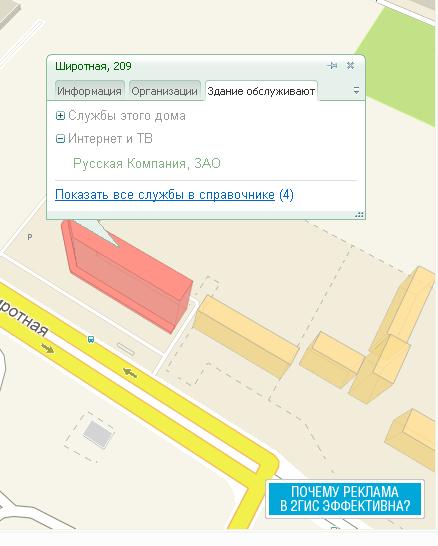 Широтная, 209
Информация Организации Здание обслуживают
Службы этого дома
Интернет и ТВ
Русская Компания, ЗАО
Показать все службы в справочнике (4)
P
иротная
ПОЧЕМУ РЕКЛАМА
В 2ГИС ЭФФЕКТИВНА?